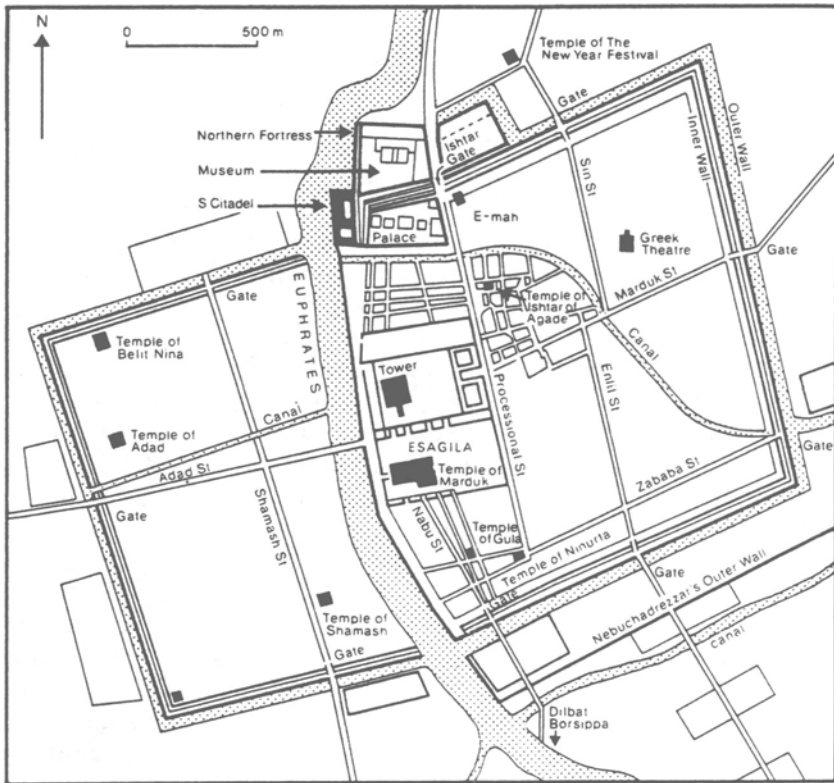 N
0 500 m
Temple of The
New Year Festival
Gate
Outer Wall
Inner Wall
Northern Fortress
Ishtar
Gate
Museum
Sin St
S Citadel
E-mah
Palace
Greek
Theatre
Gate
Marduk St
Gate
EUPHRATES
Temple of
Ishtar of
Agade
Temple of
Belit Nina
Canal
Tower
Enlil St
Processional St
Canal
Temple of
Adad
ESAGILA
Gate
Adad St
Temple of
Marduk
Zababa St
Gate
Shamash St
Nabu St
Temple
of Gula
Temple of Ninurta
Gate
Gate
Nebuchadrezzar's Outer Wall
Temple of
Shamash
canal
Gate
Dilbat
Borsippa